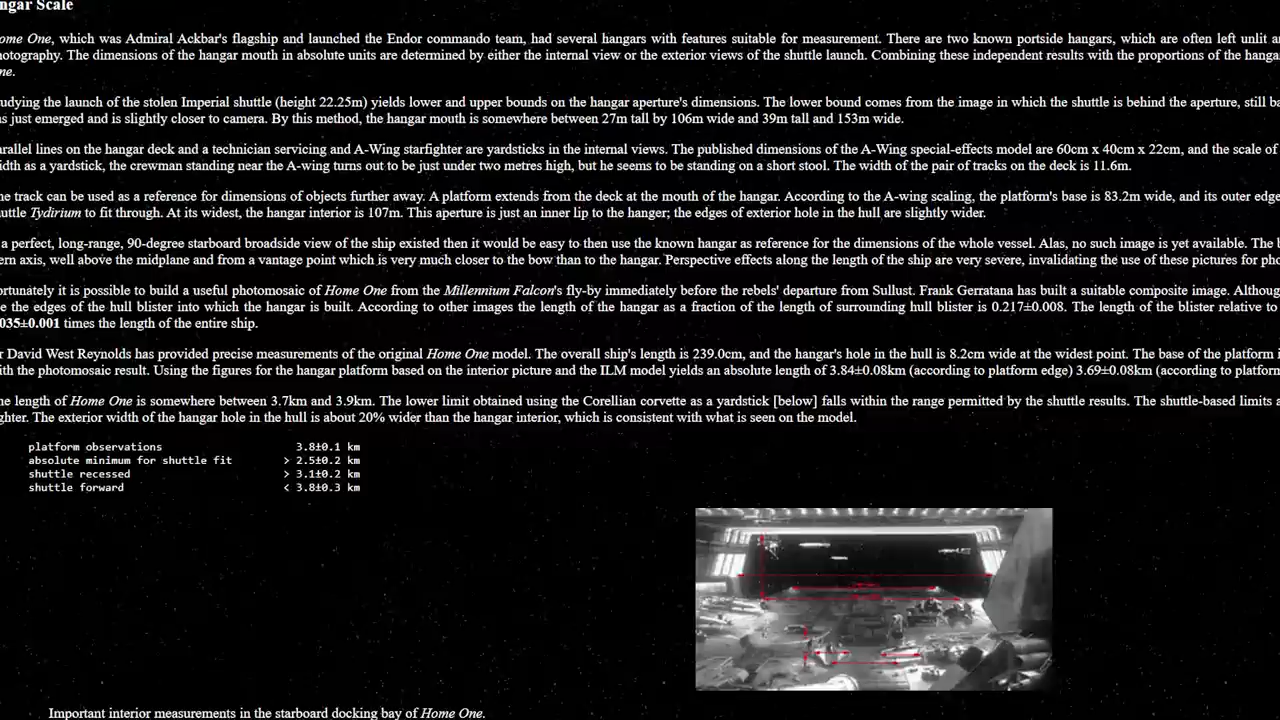 ngar Scale
ome One, which was Admiral Ackbar's flagship and launched the Endor commando team, had several hangars with features suitable for measurement. There are two known portside hangars, which are often left unlit a
hotography. The dimensions of the hangar mouth in absolute units are determined by either the internal view or the exterior views of the shuttle launch. Combining these independent results with the proportions of the hanga
ne.
udying the launch of the stolen Imperial shuttle (height 22.25m) yields lower and upper bounds on the hangar aperture's dimensions. The lower bound comes from the image in which the shuttle is behind the aperture, still ba
s just emerged and is slightly closer to camera. By this method, the hangar mouth is somewhere between 27m tall by 106m wide and 39m tall and 153m wide.
rallel lines on the hangar deck and a technician servicing and A-Wing starfighter are yardsticks in the internal views. The published dimensions of the A-Wing special-effects model are 60cm x 40cm x 22cm, and the scale of
idth as a yardstick, the crewman standing near the A-wing turns out to be just under two metres high, but he seems to be standing on a short stool. The width of the pair of tracks on the deck is 11.6m.
he track can be used as a reference for dimensions of objects further away. A platform extends from the deck at the mouth of the hangar. According to the A-wing scaling, the platform's base is 83.2m wide, and its outer edge
uttle Tydirium to fit through. At its widest, the hangar interior is 107m. This aperture is just an inner lip to the hanger; the edges of exterior hole in the hull are slightly wider.
a perfect, long-range, 90-degree starboard broadside view of the ship existed then it would be easy to then use the known hangar as reference for the dimensions of the whole vessel. Alas, no such image is yet available. The b
ern axis, well above the midplane and from a vantage point which is very much closer to the bow than to the hangar. Perspective effects along the length of the ship are very severe, invalidating the use of these pictures for pho
ortunately it is possible to build a useful photomosaic of Home One from the Millennium Falcon's fly-by immediately before the rebels' departure from Sullust. Frank Gerratana has built a suitable composite image. Althoug
e the edges of the hull blister into which the hangar is built. According to other images the length of the hangar as a fraction of the length of surrounding hull blister is 0.217±0.008. The length of the blister relative to
035±0.001 times the length of the entire ship.
r David West Reynolds has provided precise measurements of the original Home One model. The overall ship's length is 239.0cm, and the hangar's hole in the hull is 8.2cm wide at the widest point. The base of the platform i
ith the photomosaic result. Using the figures for the hangar platform based on the interior picture and the ILM model yields an absolute length of 3.84±0.08km (according to platform edge) 3.69±0.08km (according to platform
he length of Home One is somewhere between 3.7km and 3.9km. The lower limit obtained using the Corellian corvette as a yardstick [below] falls within the range permitted by the shuttle results. The shuttle-based limits a
ghter. The exterior width of the hangar hole in the hull is about 20% wider than the hangar interior, which is consistent with what is seen on the model.
platform observations 3.8±0.1 km
absolute minimum for shuttle fit > 2.5±0.2 km
shuttle recessed > 3.1±0.2 km
shuttle forward < 3.8±0.3 km
Important interior measurements in the starboard docking bay of Home One.